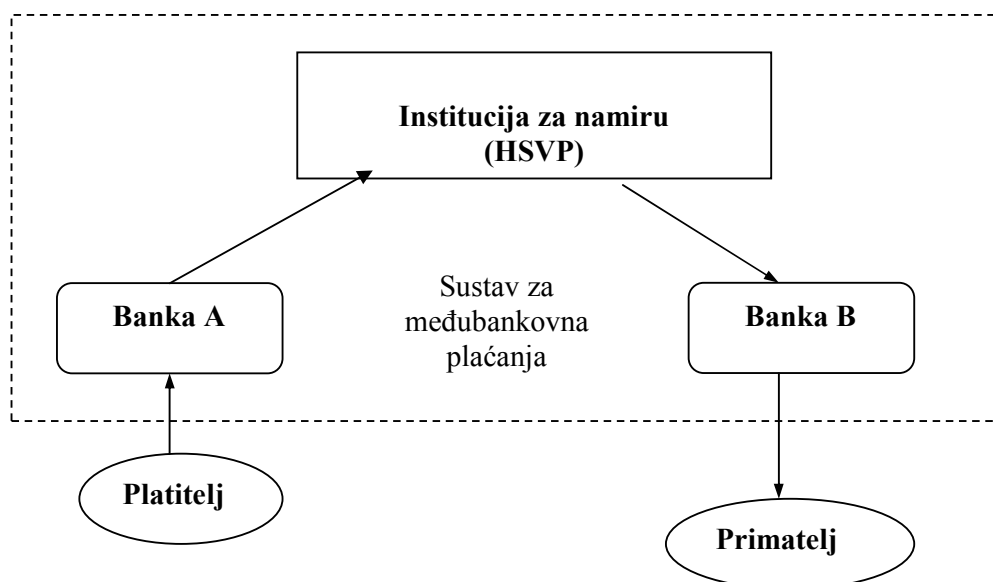 Institucija za namiru
(HSVP)
Banka A
Sustav za
međubankovna
plaćanja
Banka B
Platitelj
Primatelj